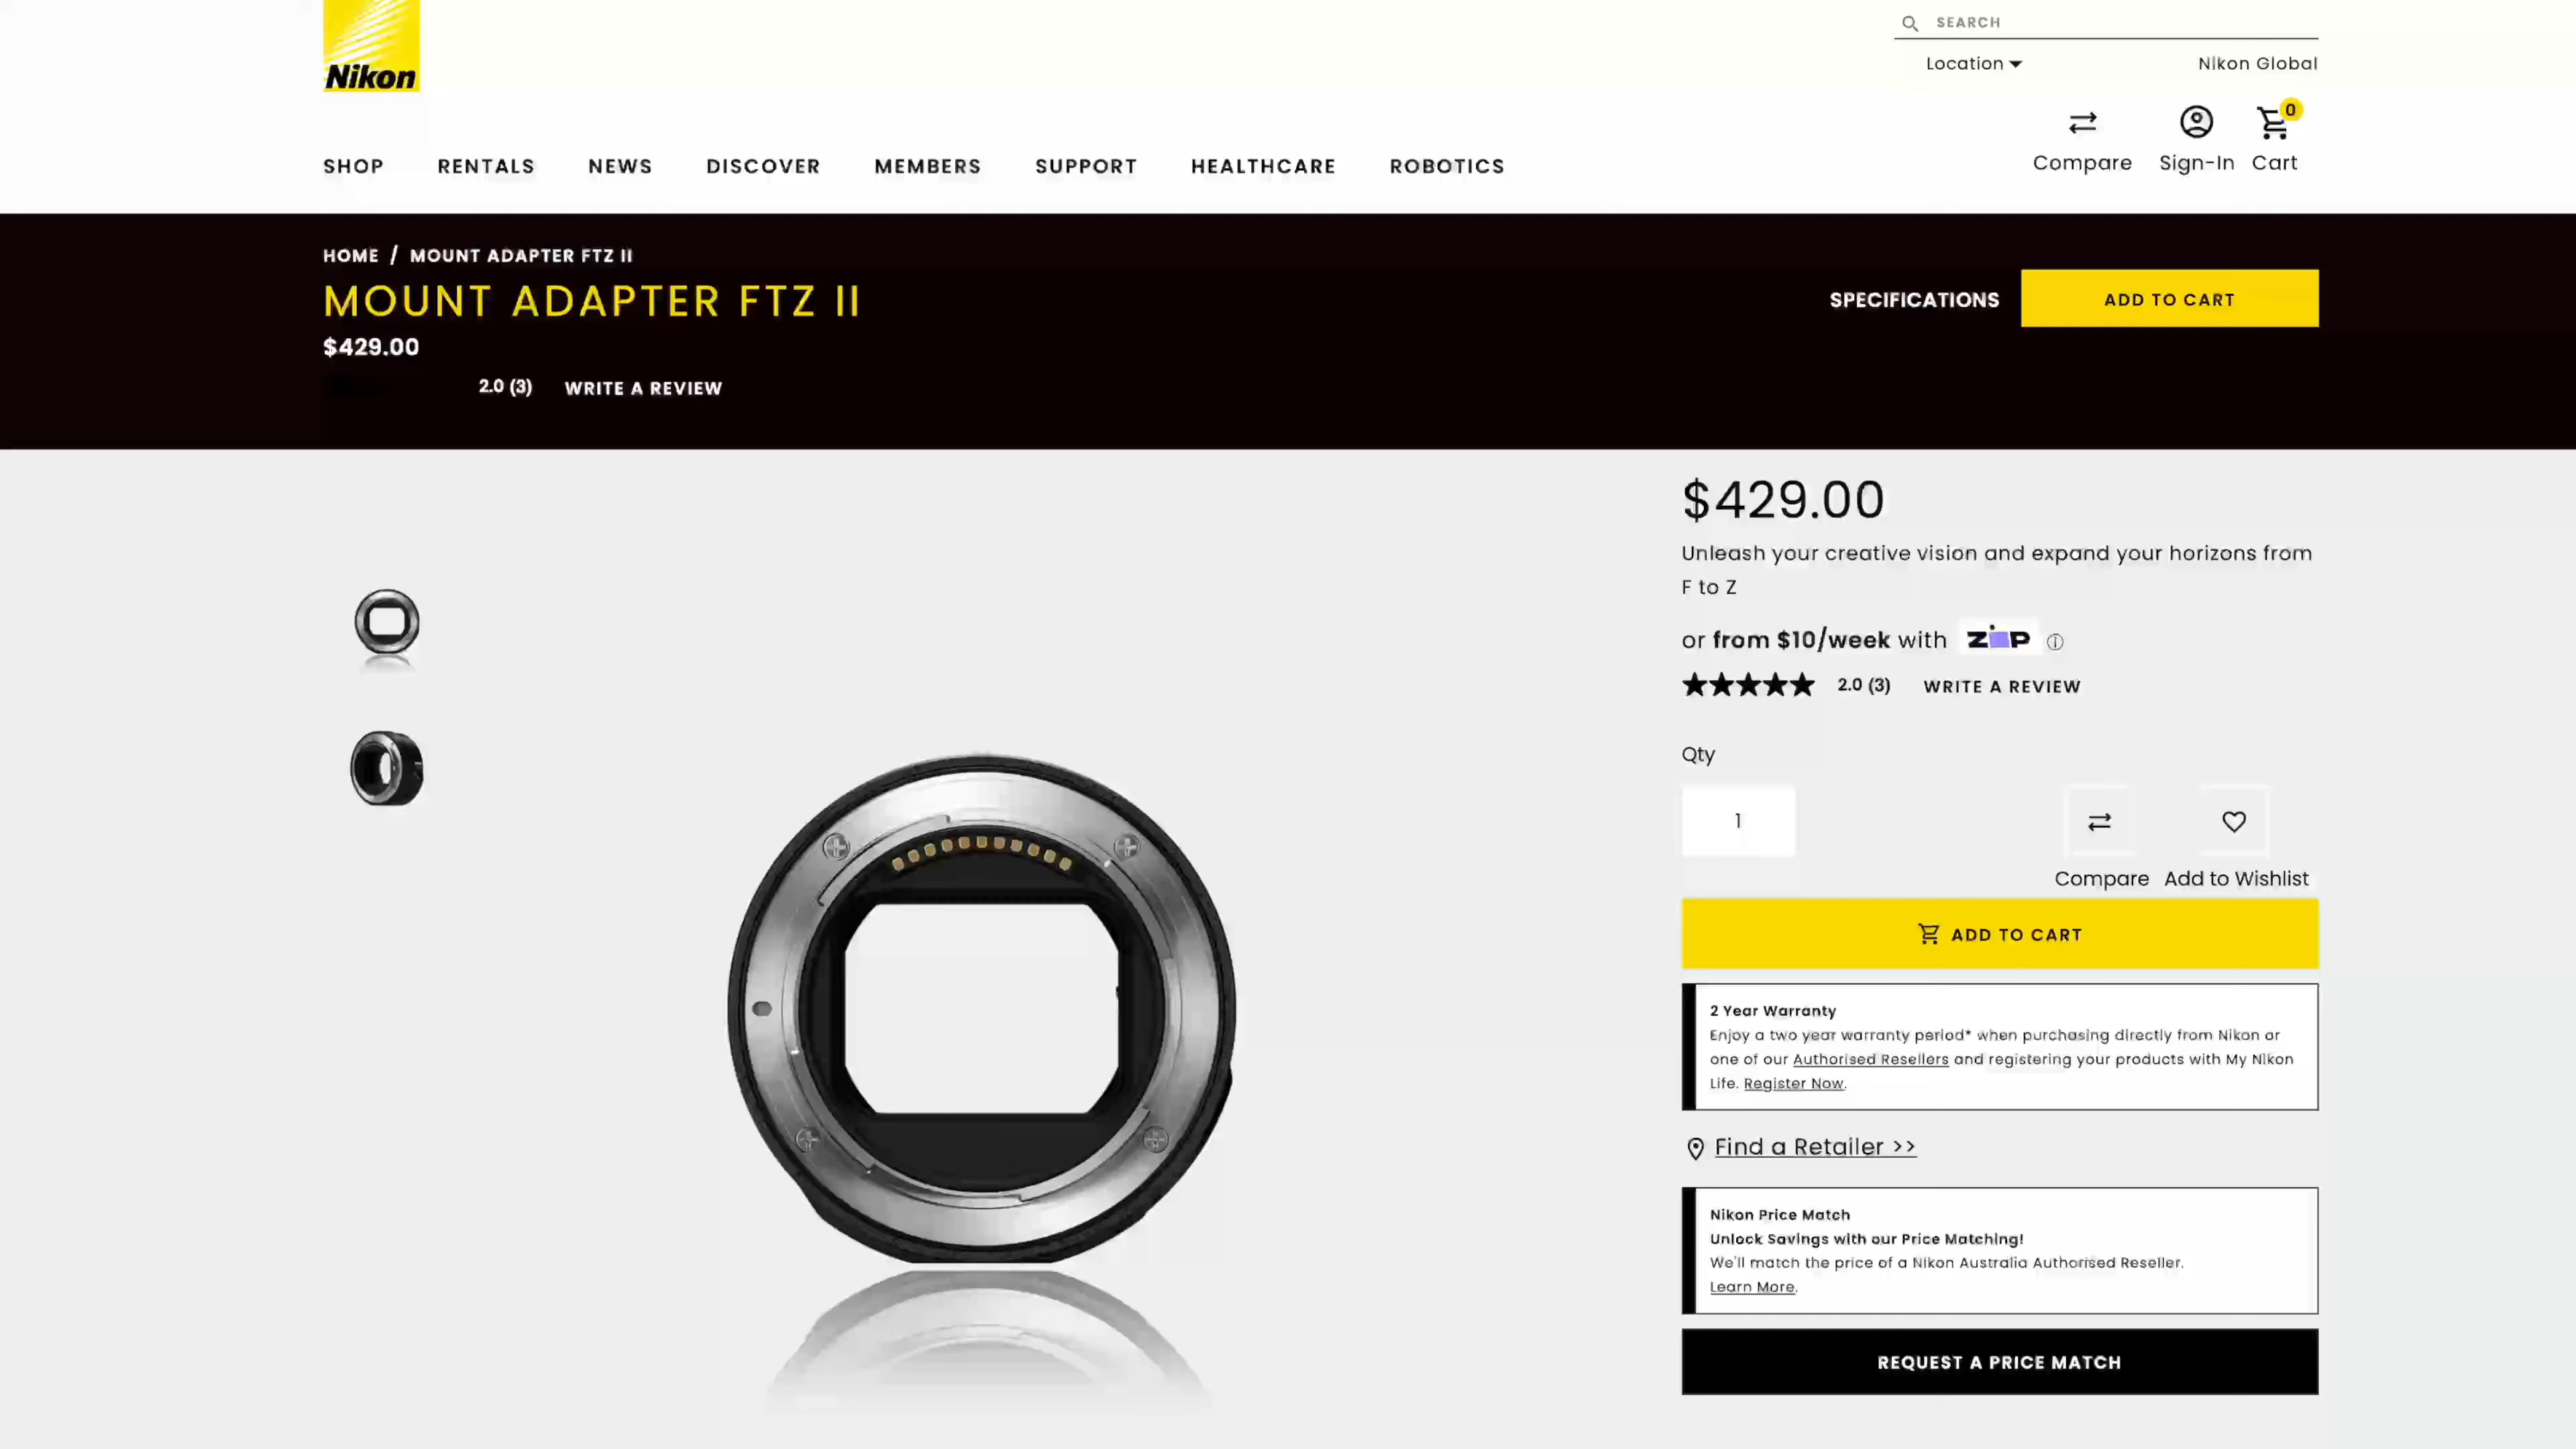 Nikon
SEARCH
Location
Nikon Global
0
Compare
Sign-In
Cart
SHOP
RENTALS
NEWS
DISCOVER
MEMBERS
SUPPORT
HEALTHCARE
ROBOTICS
HOME / MOUNT ADAPTER FTZ II
MOUNT ADAPTER FTZ II
$429.00
2.0 (3)
WRITE A REVIEW
SPECIFICATIONS
ADD TO CART
$429.00
Unleash your creative vision and expand your horizons from
F to Z
or from $10/week with ZIP
2.0 (3)
WRITE A REVIEW
Qty
1
Compare
Add to Wishlist
ADD TO CART
2 Year Warranty
Enjoy a two year warranty period* when purchasing directly from Nikon or
one of our Authorised Resellers and registering your products with My Nikon
Life. Register Now.
Find a Retailer >>
Nikon Price Match
Unlock Savings with our Price Matching!
We'll match the price of a Nikon Australia Authorised Reseller.
Learn More.
REQUEST A PRICE MATCH